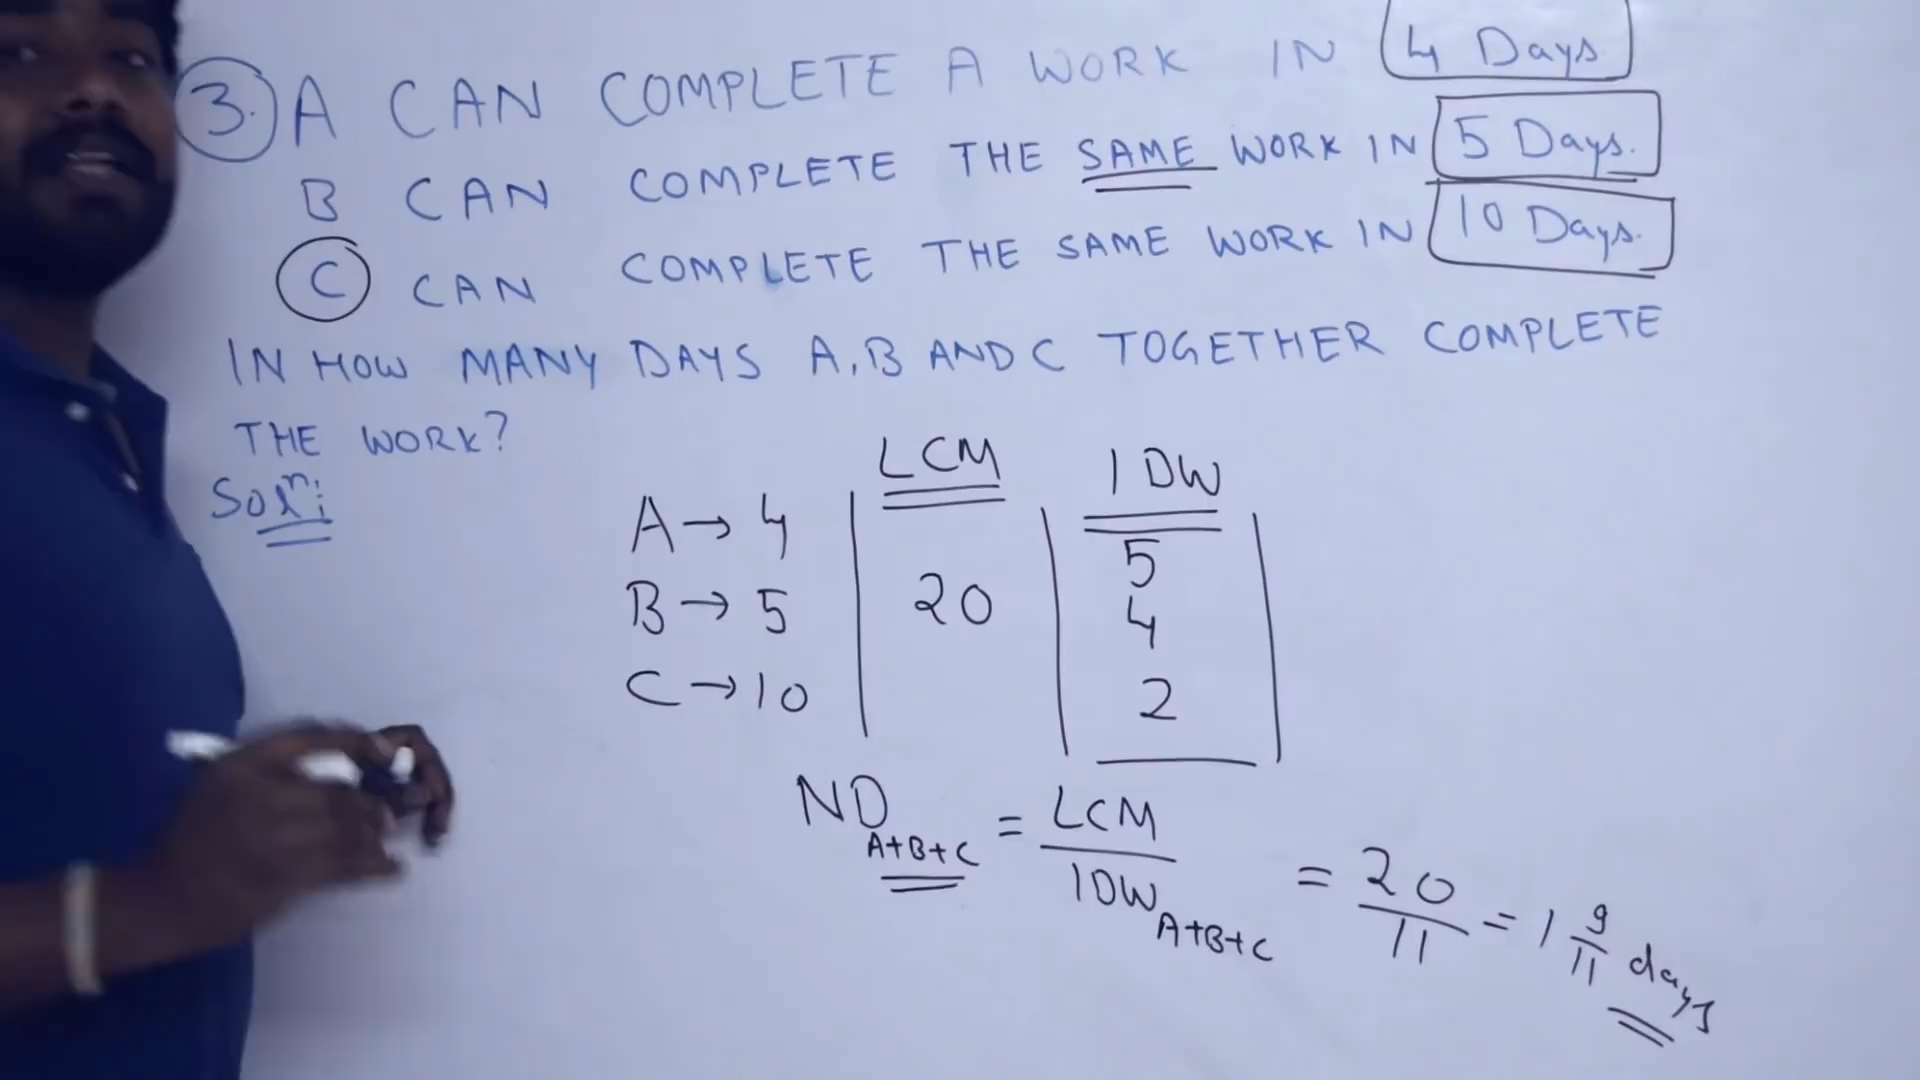 3. A CAN COMPLETE A WORK IN 4 Days
B CAN COMPLETE THE SAME WORK IN 5 Days.
C CAN COMPLETE THE SAME WORK IN 10 Days.
IN HOW MANY DAYS A, B AND C TOGETHER COMPLETE
THE WORK?
Solⁿ:
LCM 1DW
A → 4 5
B → 5 20 4
C → 10 2
ND A+B+C = LCM / 1DW A+B+C = 20/11 = 1 9/11 days